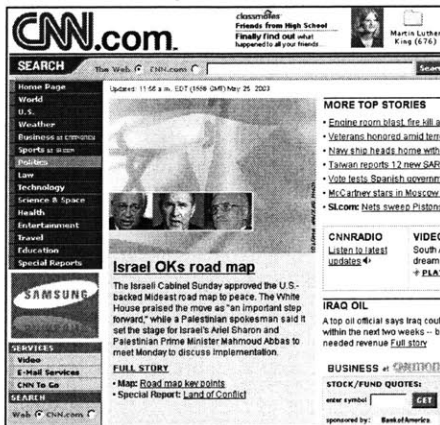 CNN.com
classmates
Friends from High School
Finally find out what
happened to all your friends...
Martin Luther
King (676)
SEARCH
The Web CNN.com
Home Page
World
U.S.
Weather
Business at CNNMONEY
Sports at SI.COM
Politics
Law
Technology
Science & Space
Health
Entertainment
Travel
Education
Special Reports
SAMSUNG
SERVICES
Video
E-Mail Services
CNN To Go
SEARCH
Web CNN.com
Updated: 11:56 a.m. EDT (1556 GMT) May 25, 2003
Israel OKs road map
The Israeli Cabinet Sunday approved the U.S.-
backed Mideast road map to peace. The White
House praised the move as "an important step
forward," while a Palestinian spokesman said it
set the stage for Israel's Ariel Sharon and
Palestinian Prime Minister Mahmoud Abbas to
meet Monday to discuss implementation.
FULL STORY
• Map: Road map key points
• Special Report: Land of Conflict
MORE TOP STORIES
• Engine room blast, fire kill
• Veterans honored amid
• Navy ship heads home with
• Taiwan reports 12 new SAR
• Vote tests Spanish
• McCartney stars in Moscow
• SI.com: Nets sweep Pistons
CNNRADIO
Listen to latest
updates
VIDEO
South
dream
IRAQ OIL
A top oil official says Iraq
within the next two weeks --
needed revenue Full story
BUSINESS at CNNMONEY
STOCK/FUND QUOTES:
enter symbol GET
sponsored by: Bank of America